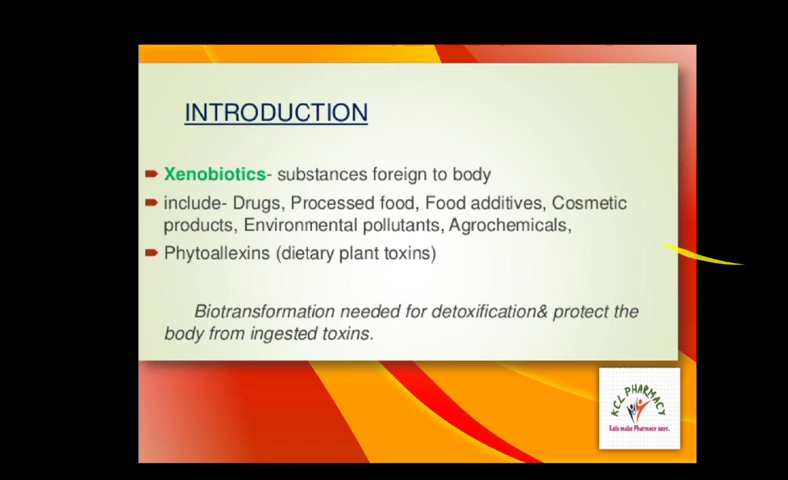 INTRODUCTION
Xenobiotics- substances foreign to body
include- Drugs, Processed food, Food additives, Cosmetic
products, Environmental pollutants, Agrochemicals,
Phytoallexins (dietary plant toxins)
Biotransformation needed for detoxification& protect the
body from ingested toxins.
KCL PHARMACY
Lets make Pharmacy easy.